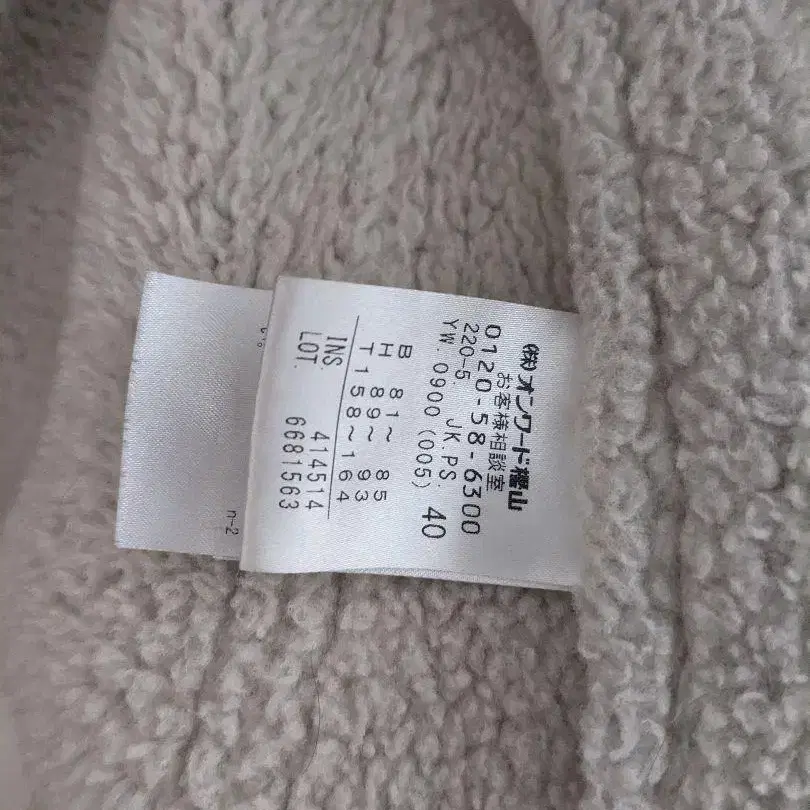 ㈱オンワード樫山
お客様相談室
0120-58-6300
220-5. JK.PS.
YW. 0900 (005) 40
B 81~ 85
H 89~ 93
T 158~164
INS. 414514
LOT. 6681563
n-2